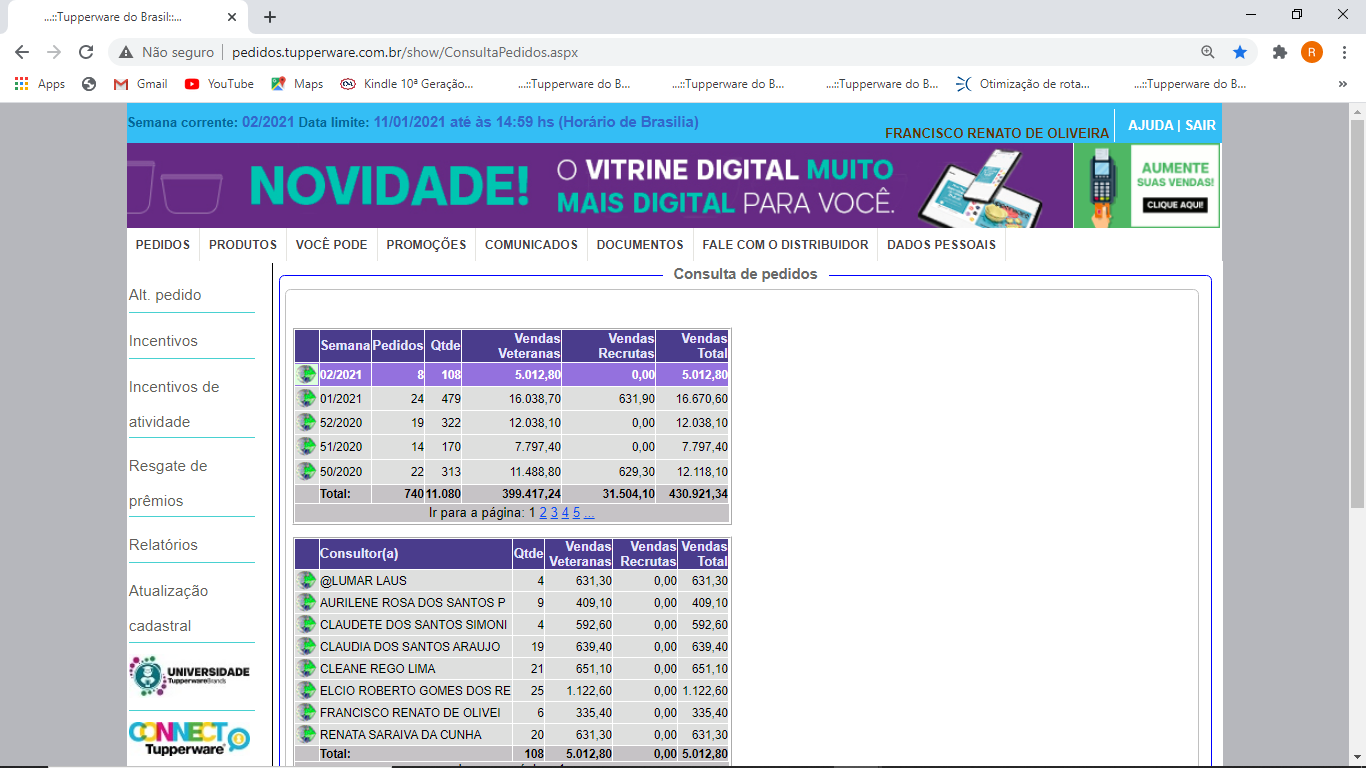 ...::Tupperware do Brasil::...
Não seguro | pedidos.tupperware.com.br/show/ConsultaPedidos.aspx
R
Apps Gmail YouTube Maps Kindle 10ª Geração... ...::Tupperware do B... ...::Tupperware do B... ...::Tupperware do B... Otimização de rota... ...::Tupperware do B... »
Semana corrente: 02/2021 Data limite: 11/01/2021 até às 14:59 hs (Horário de Brasilia)
FRANCISCO RENATO DE OLIVEIRA AJUDA | SAIR
NOVIDADE! O VITRINE DIGITAL MUITO
MAIS DIGITAL PARA VOCÊ.
AUMENTE
SUAS VENDAS!
CLIQUE AQUI!
PEDIDOS PRODUTOS VOCÊ PODE PROMOÇÕES COMUNICADOS DOCUMENTOS FALE COM O DISTRIBUIDOR DADOS PESSOAIS
Alt. pedido
Incentivos
Incentivos de
atividade
Resgate de
prêmios
Relatórios
Atualização
cadastral
UNIVERSIDADE
TupperwareBrands
CONNECT
Tupperware
Consulta de pedidos
Semana Pedidos Qtde Vendas Veteranas Vendas Recrutas Vendas Total
02/2021 8 108 5.012,80 0,00 5.012,80
01/2021 24 479 16.038,70 631,90 16.670,60
52/2020 19 322 12.038,10 0,00 12.038,10
51/2020 14 170 7.797,40 0,00 7.797,40
50/2020 22 313 11.488,80 629,30 12.118,10
Total: 740 11.080 399.417,24 31.504,10 430.921,34
Ir para a página: 1 2 3 4 5 ...
Consultor(a) Qtde Vendas Veteranas Vendas Recrutas Vendas Total
@LUMAR LAUS 4 631,30 0,00 631,30
AURILENE ROSA DOS SANTOS P 9 409,10 0,00 409,10
CLAUDETE DOS SANTOS SIMONI 4 592,60 0,00 592,60
CLAUDIA DOS SANTOS ARAUJO 19 639,40 0,00 639,40
CLEANE REGO LIMA 21 651,10 0,00 651,10
ELCIO ROBERTO GOMES DOS RE 25 1.122,60 0,00 1.122,60
FRANCISCO RENATO DE OLIVEI 6 335,40 0,00 335,40
RENATA SARAIVA DA CUNHA 20 631,30 0,00 631,30
Total: 108 5.012,80 0,00 5.012,80